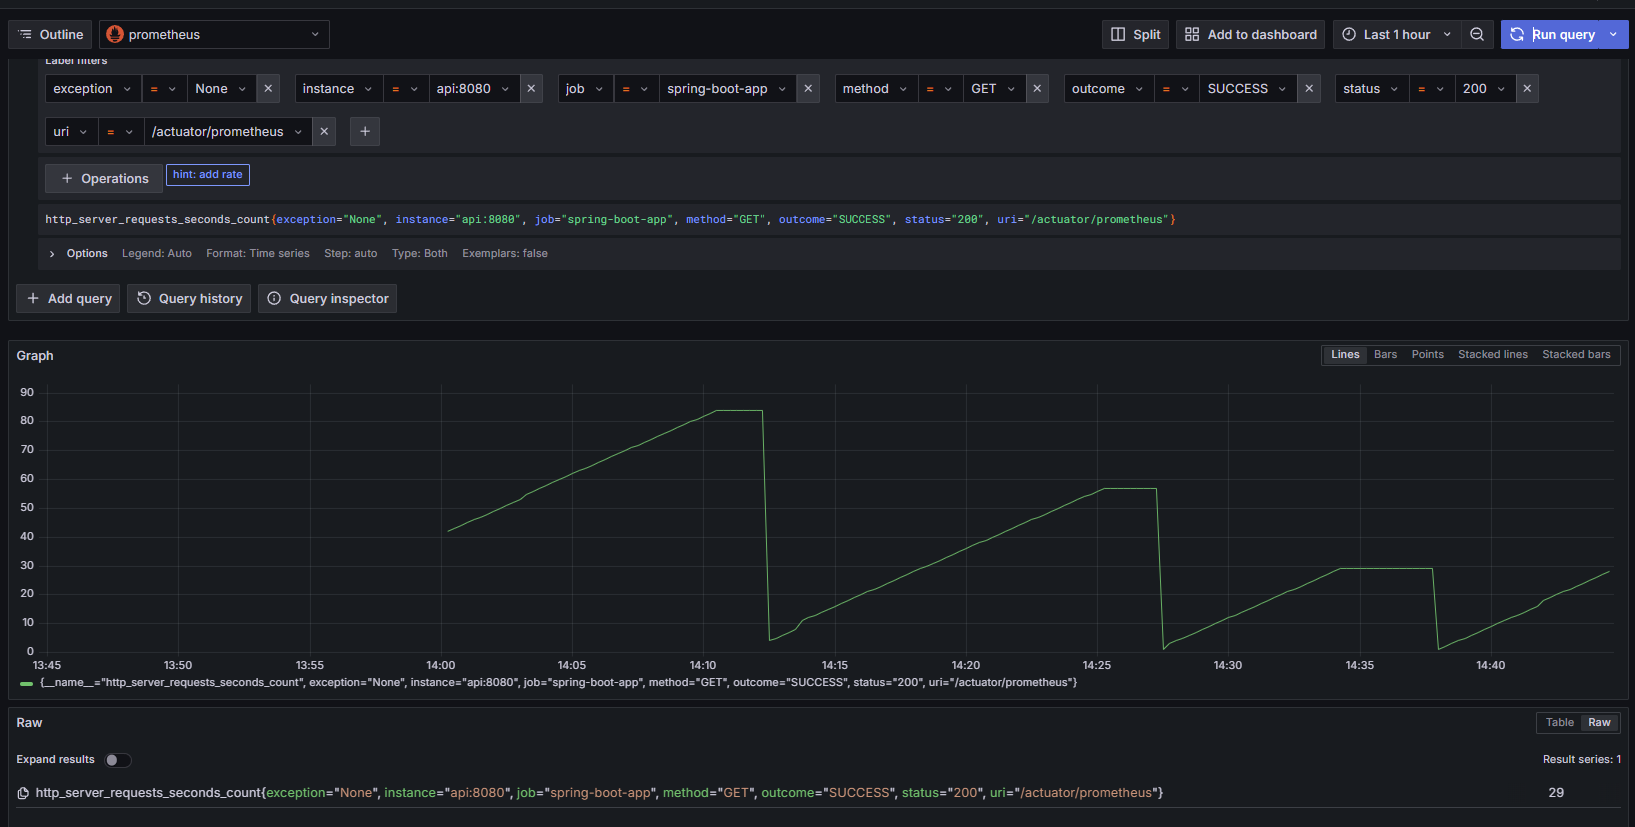 Outline prometheus Split Add to dashboard Last 1 hour Run query
Label filters
exception = None × instance = api:8080 × job = spring-boot-app × method = GET × outcome = SUCCESS × status = 200 ×
uri = /actuator/prometheus × +
+ Operations hint: add rate
http_server_requests_seconds_count{exception="None", instance="api:8080", job="spring-boot-app", method="GET", outcome="SUCCESS", status="200", uri="/actuator/prometheus"}
Options Legend: Auto Format: Time series Step: auto Type: Both Exemplars: false
+ Add query Query history Query inspector
Graph Lines Bars Points Stacked lines Stacked bars
90
80
70
60
50
40
30
20
10
0
13:45 13:50 13:55 14:00 14:05 14:10 14:15 14:20 14:25 14:30 14:35 14:40
{__name__="http_server_requests_seconds_count", exception="None", instance="api:8080", job="spring-boot-app", method="GET", outcome="SUCCESS", status="200", uri="/actuator/prometheus"}
Raw Table Raw
Expand results Result series: 1
http_server_requests_seconds_count{exception="None", instance="api:8080", job="spring-boot-app", method="GET", outcome="SUCCESS", status="200", uri="/actuator/prometheus"} 29